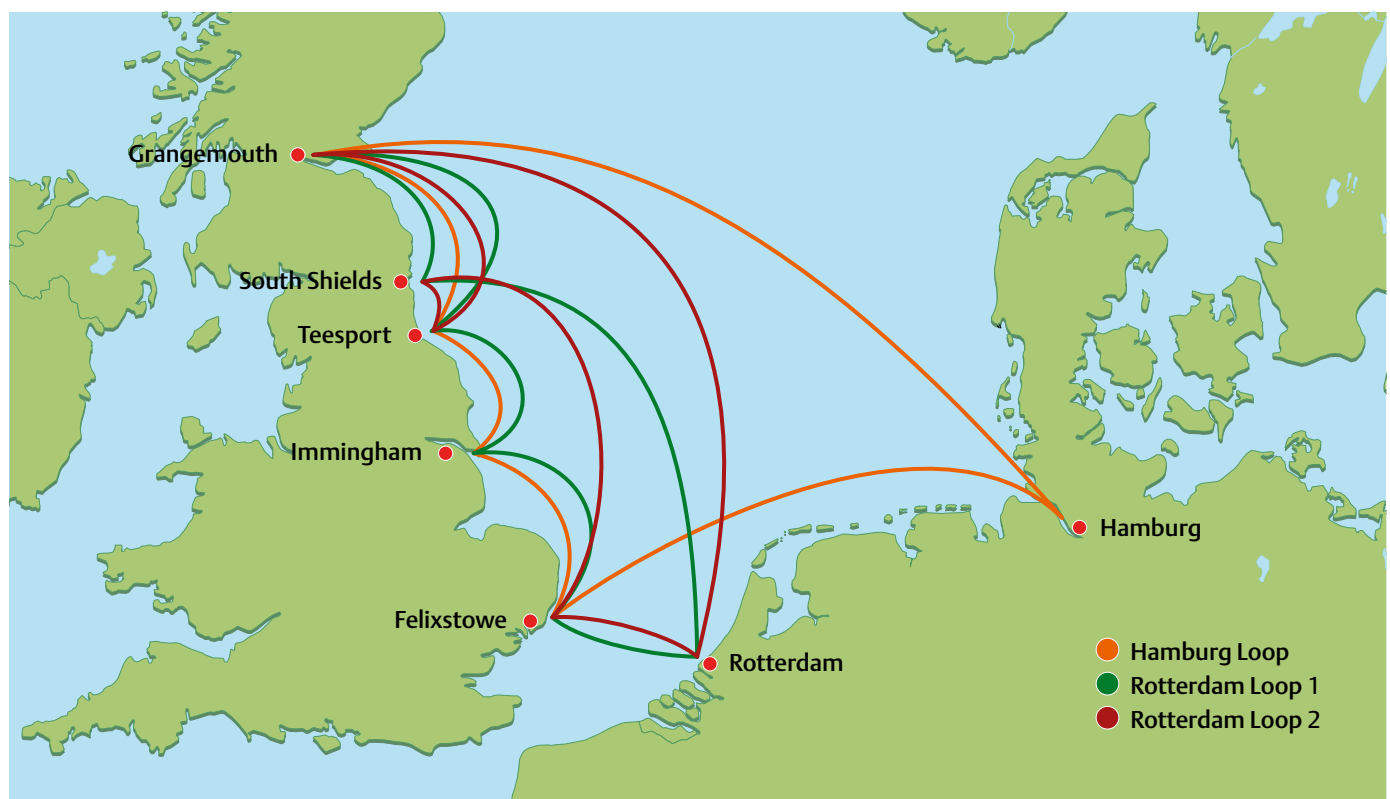 Grangemouth
South Shields
Teesport
Immingham
Hamburg
Felixstowe
Rotterdam
Hamburg Loop
Rotterdam Loop 1
Rotterdam Loop 2